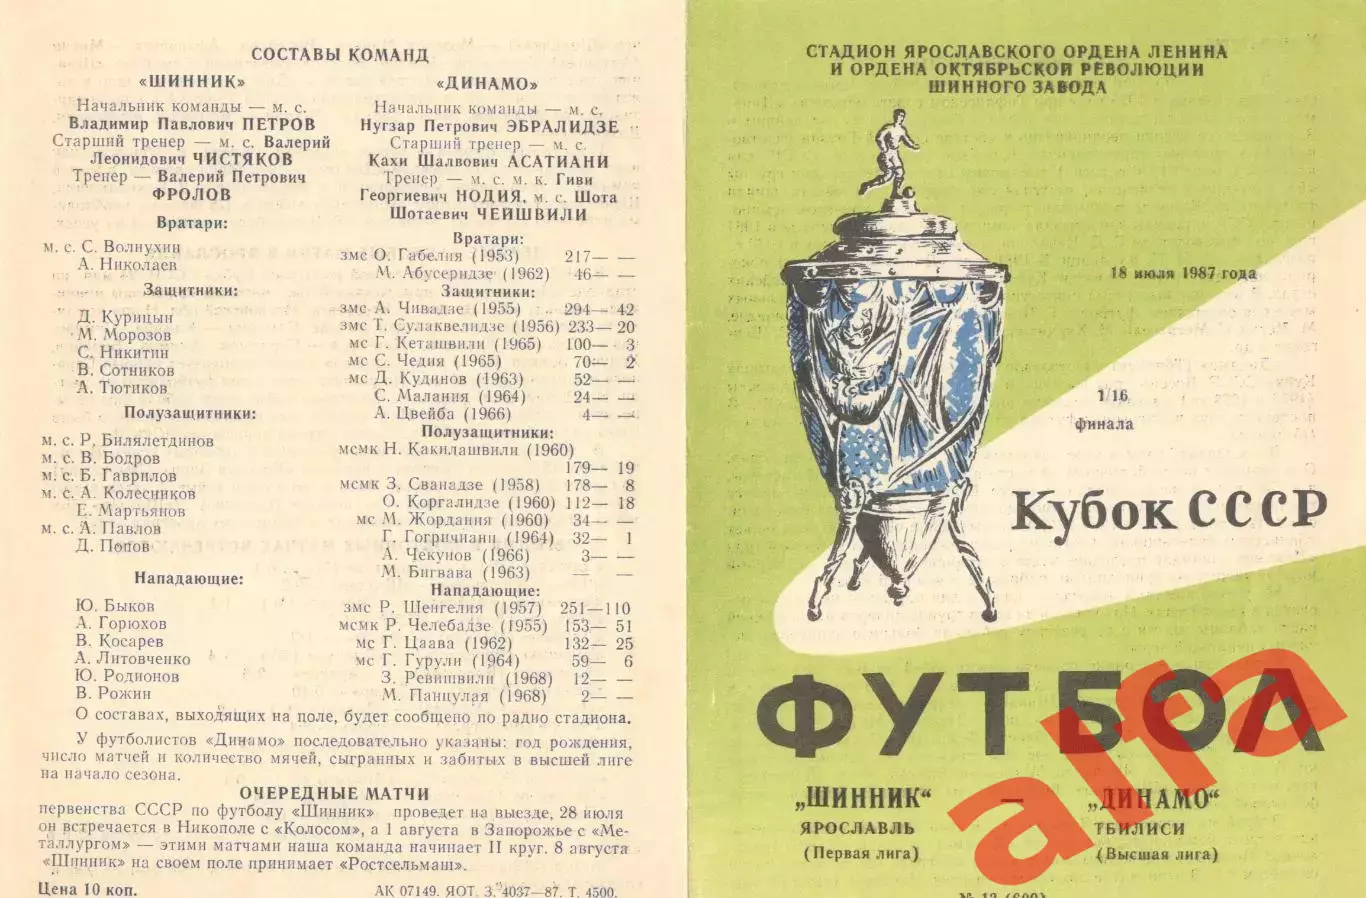 СОСТАВЫ КОМАНД
«ШИННИК»
Начальник команды — м. с.
Владимир Павлович ПЕТРОВ
Старший тренер — м. с. Валерий
Леонидович ЧИСТЯКОВ
Тренер — Валерий Петрович
ФРОЛОВ
Вратари:
м. с. С. Волнухин
А. Николаев
Защитники:
Д. Курицын
М. Морозов
С. Никитин
В. Сотников
А. Тютиков
Полузащитники:
м. с. Р. Билялетдинов
м. с. В. Бодров
м. с. Б. Гаврилов
м. с. А. Колесников
Е. Мартьянов
м. с. А. Павлов
Д. Попов
Нападающие:
Ю. Быков
А. Горюхов
В. Косарев
А. Литовченко
Ю. Родионов
В. Рожин
«ДИНАМО»
Начальник команды — м. с.
Нугзар Петрович ЭБРАЛИДЗЕ
Старший тренер — м. с.
Кахи Шалвович АСАТИАНИ
Тренер — м. с. м. к. Гиви
Георгиевич НОДИЯ, м. с. Шота
Шотаевич ЧЕЙШВИЛИ
Вратари:
змс О. Габелия (1953) 217— —
М. Абусеридзе (1962) 46— —
Защитники:
змс А. Чивадзе (1955) 294— 42
змс Т. Сулаквелидзе (1956) 233— 20
мс Г. Кеташвили (1965) 100— 3
мс С. Чедия (1965) 70— 2
мс Д. Кудинов (1963) 52— —
С. Малания (1964) 24— —
А. Цвейба (1966) 4— —
Полузащитники:
мсмк Н. Какилашвили (1960)
179— 19
мсмк З. Сванадзе (1958) 178— 8
О. Коргалидзе (1960) 112— 18
мс М. Жордания (1960) 34— —
Г. Гогричиани (1964) 32— 1
А. Чекунов (1966) 3— —
М. Бигвава (1963) — —
Нападающие:
змс Р. Шенгелия (1957) 251—110
мсмк Р. Челебадзе (1955) 153— 51
мс Г. Цаава (1962) 132— 25
мс Г. Гурули (1964) 59— 6
З. Ревишвили (1968) 12— —
М. Панцулая (1968) 2— —
О составах, выходящих на поле, будет сообщено по радио стадиона.
У футболистов «Динамо» последовательно указаны: год рождения,
число матчей и количество мячей, сыгранных и забитых в высшей лиге
на начало сезона.
ОЧЕРЕДНЫЕ МАТЧИ
первенства СССР по футболу «Шинник» проведет на выезде, 28 июля
он встречается в Никополе с «Колосом», а 1 августа в Запорожье с «Ме-
таллургом» — этими матчами наша команда начинает II круг. 8 августа
«Шинник» на своем поле принимает «Ростсельмаш».
Цена 10 коп. АК 07149. ЯОТ. З. 4037—87. Т. 4500.
СТАДИОН ЯРОСЛАВСКОГО ОРДЕНА ЛЕНИНА
И ОРДЕНА ОКТЯБРЬСКОЙ РЕВОЛЮЦИИ
ШИННОГО ЗАВОДА
18 июля 1987 года
1/16
финала
Кубок СССР
ФУТБОЛ
„ШИННИК“ — „ДИНАМО“
ЯРОСЛАВЛЬ ТБИЛИСИ
(Первая лига) (Высшая лига)
alfa